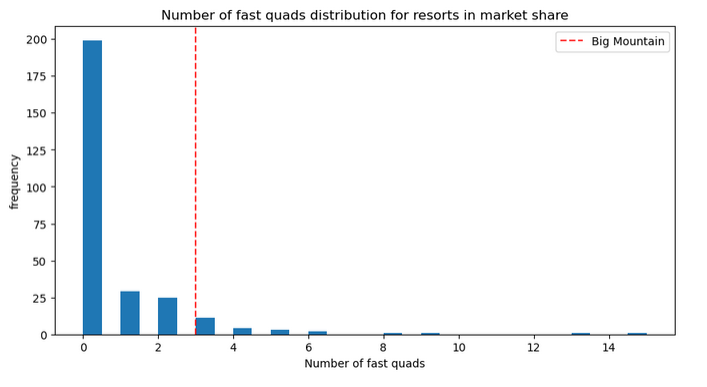 Number of fast quads distribution for resorts in market share
Big Mountain
frequency
200
175
150
125
100
75
50
25
0
0 2 4 6 8 10 12 14
Number of fast quads